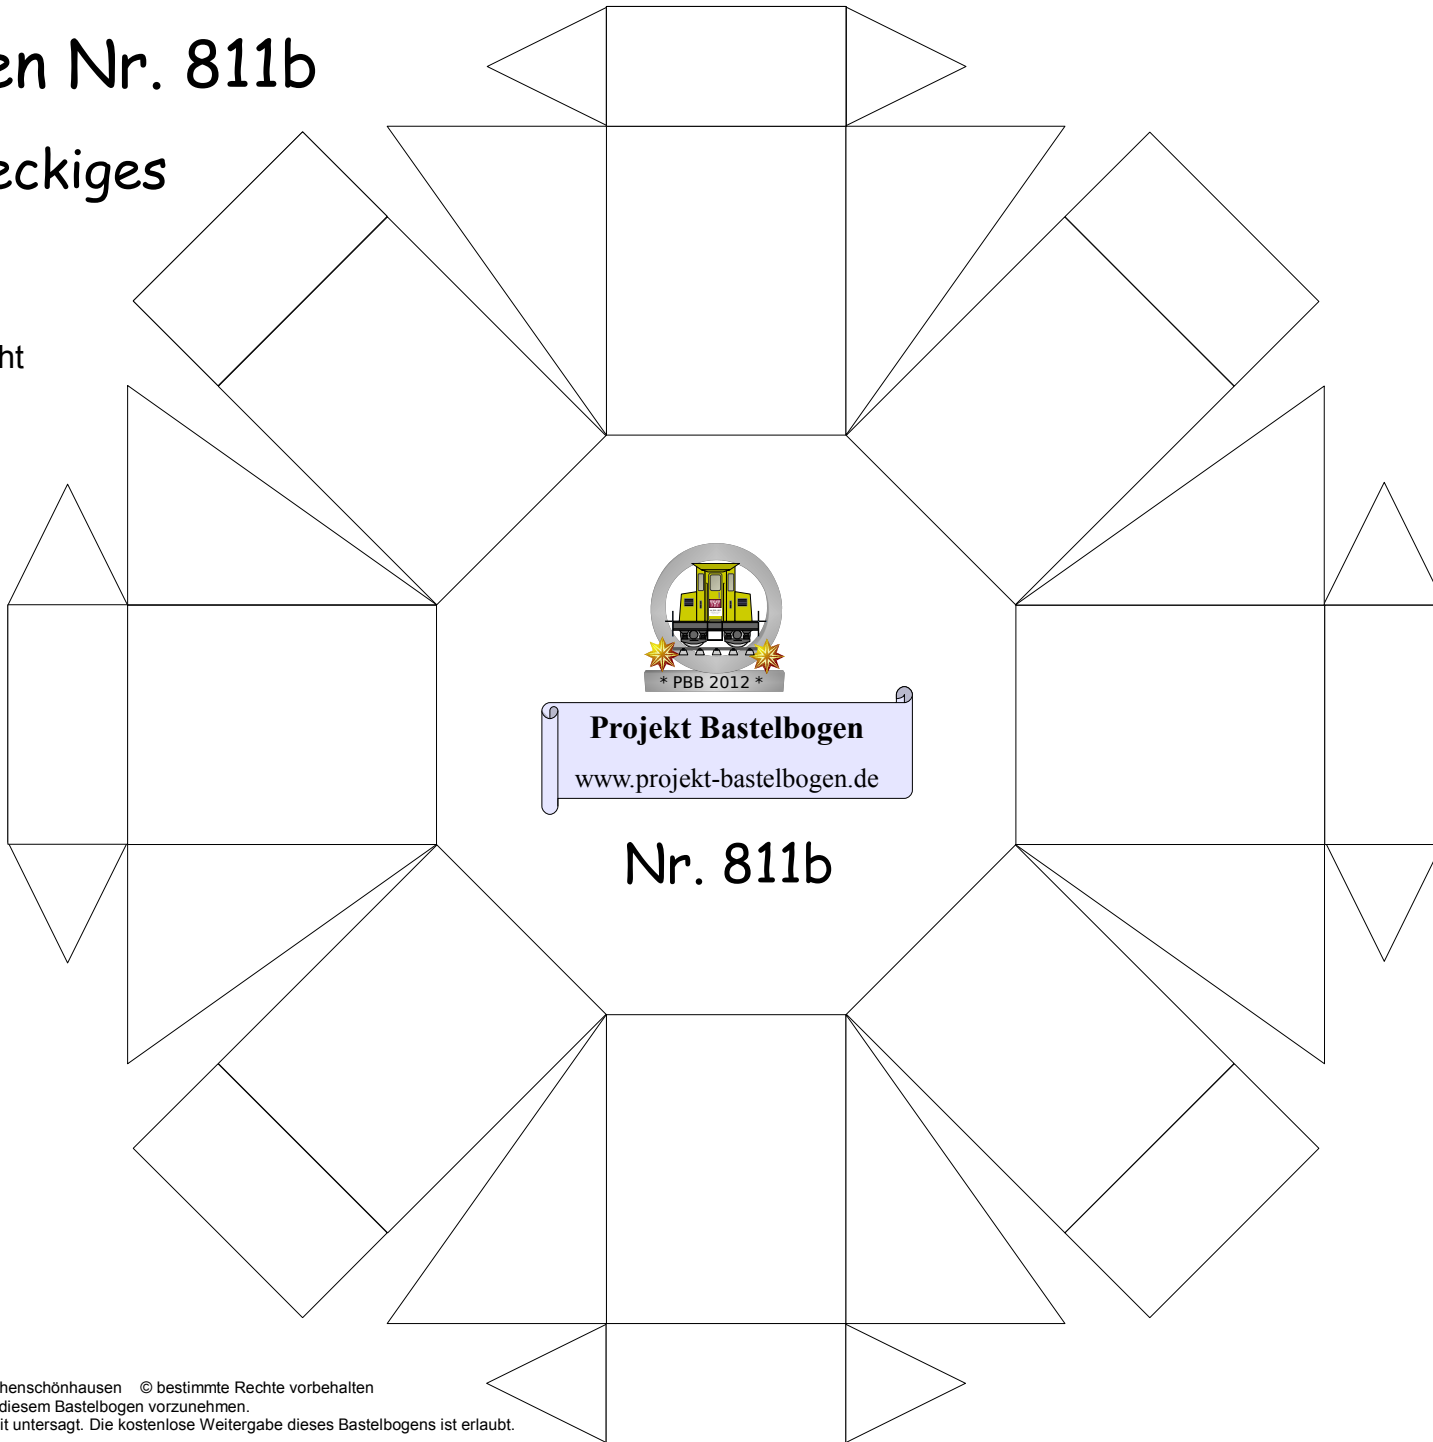 en Nr. 811b
eckiges
ht
* PBB 2012 *
Projekt Bastelbogen
www.projekt-bastelbogen.de
Nr. 811b
henschönhausen © bestimmte Rechte vorbehalten
diesem Bastelbogen vorzunehmen.
it untersagt. Die kostenlose Weitergabe dieses Bastelbogens ist erlaubt.